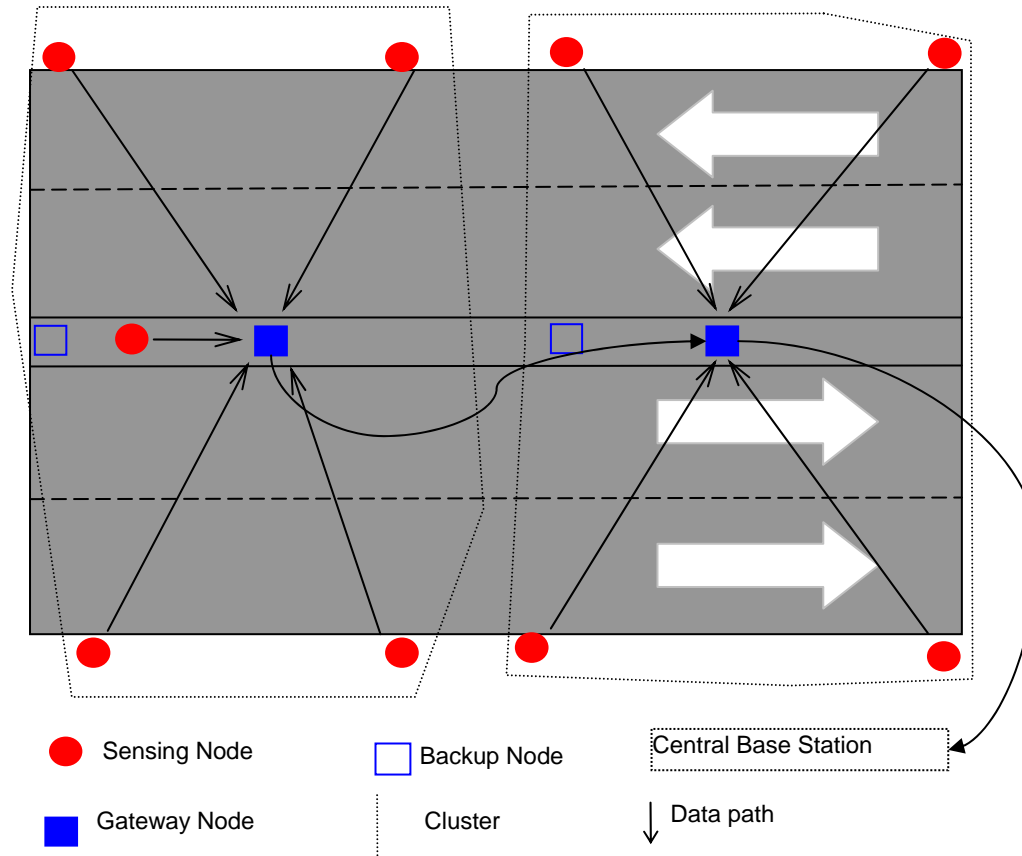 Sensing Node
Backup Node
Central Base Station
Gateway Node
Cluster
Data path